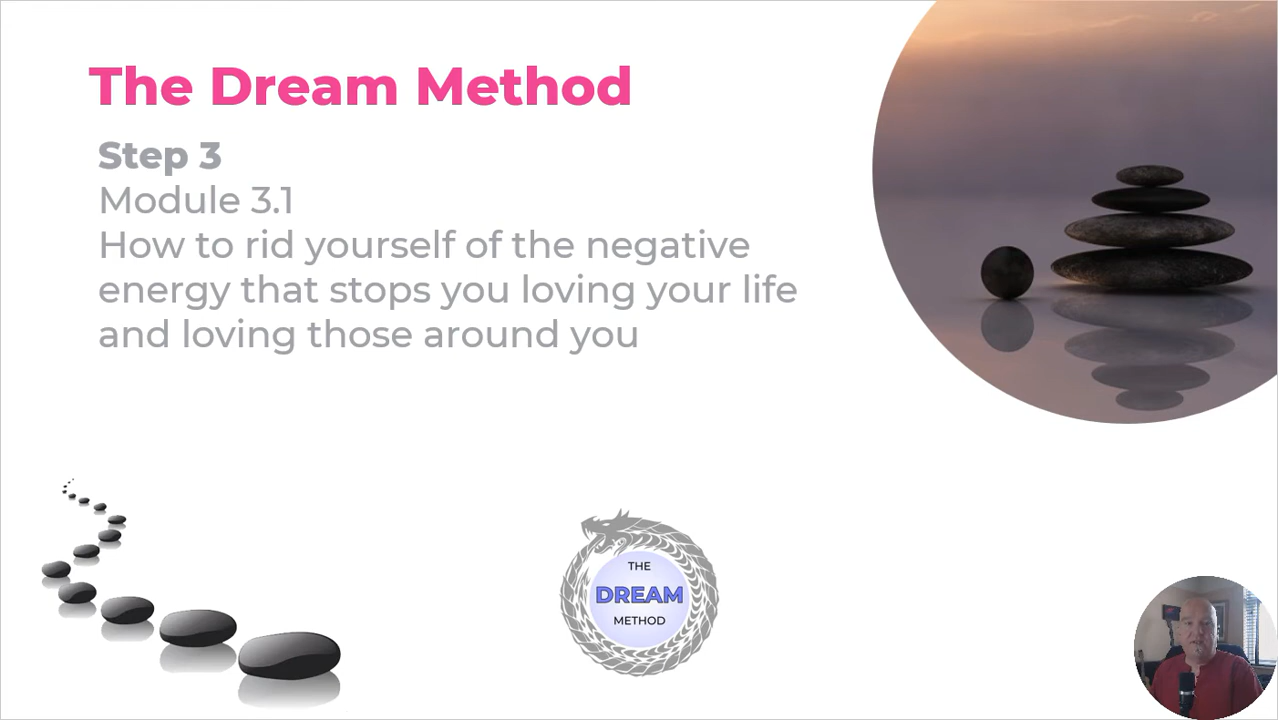 The Dream Method
Step 3
Module 3.1
How to rid yourself of the negative
energy that stops you loving your life
and loving those around you
THE
DREAM
METHOD